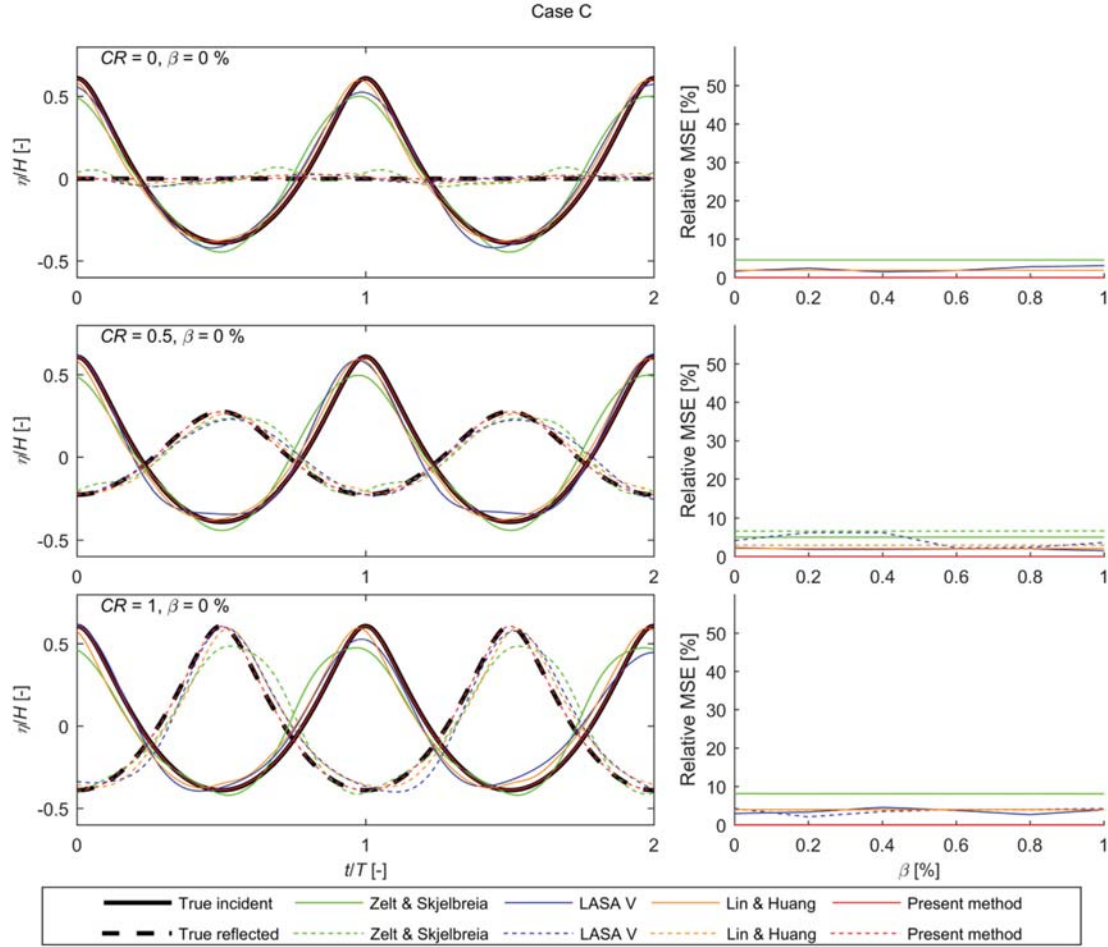 Case C
CR = 0, β = 0 %
0.5
0
-0.5
η/H [-]
0 1 2
50
40
30
20
10
0
Relative MSE [%]
0 0.2 0.4 0.6 0.8 1
CR = 0.5, β = 0 %
0.5
0
-0.5
η/H [-]
0 1 2
50
40
30
20
10
0
Relative MSE [%]
0 0.2 0.4 0.6 0.8 1
CR = 1, β = 0 %
0.5
0
-0.5
η/H [-]
0 1 2
t/T [-]
50
40
30
20
10
0
Relative MSE [%]
0 0.2 0.4 0.6 0.8 1
β [%]
True incident Zelt & Skjelbreia LASA V Lin & Huang Present method
True reflected Zelt & Skjelbreia LASA V Lin & Huang Present method